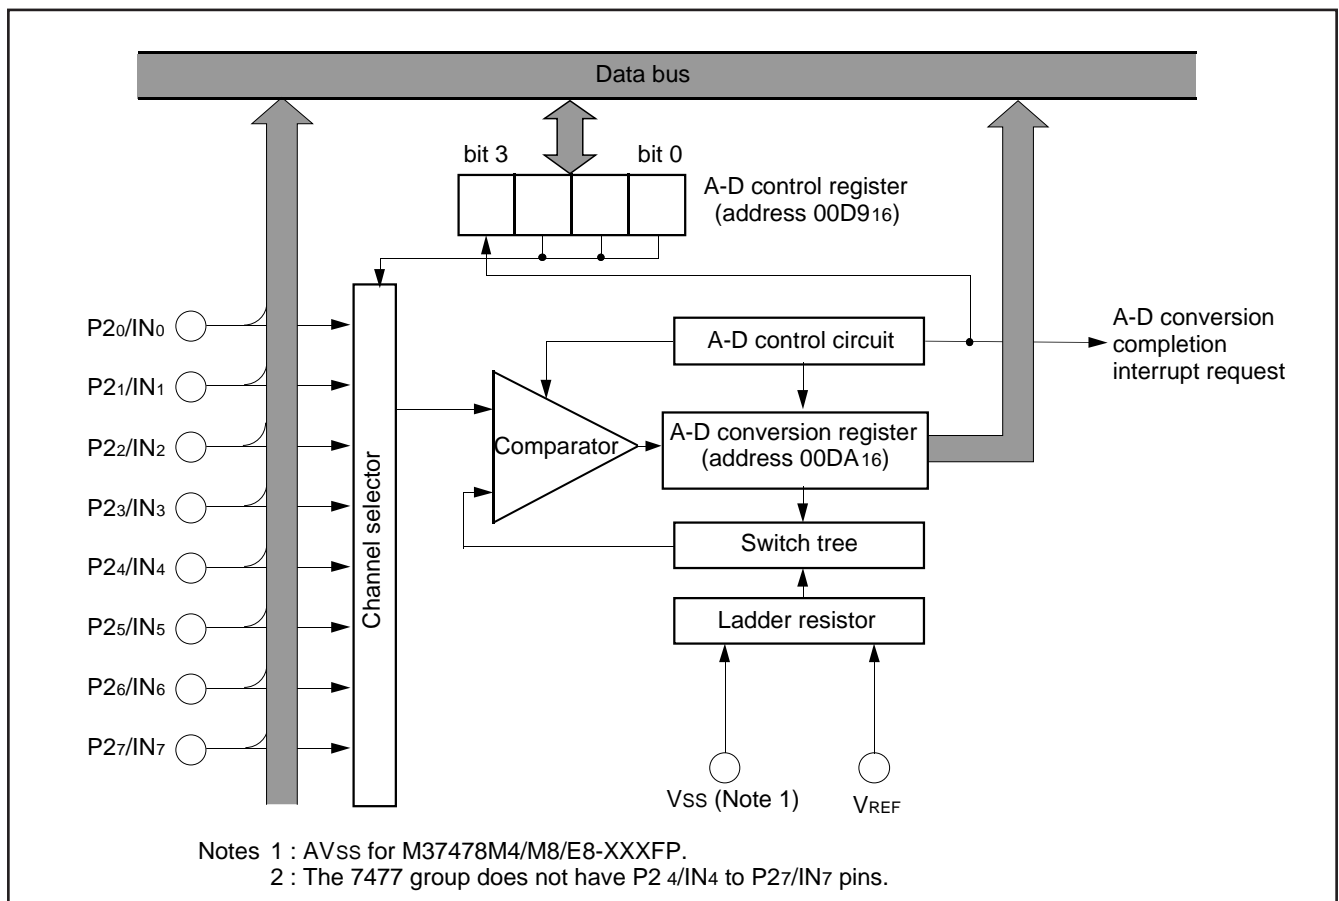 Data bus
bit 3
bit 0
A-D control register
(address 00D916)
P20/IN0
P21/IN1
P22/IN2
P23/IN3
P24/IN4
P25/IN5
P26/IN6
P27/IN7
Channel selector
A-D control circuit
A-D conversion
completion
interrupt request
Comparator
A-D conversion register
(address 00DA16)
Switch tree
Ladder resistor
VSS (Note 1)
VREF
Notes 1 : AVSS for M37478M4/M8/E8-XXXFP.
2 : The 7477 group does not have P2 4/IN4 to P27/IN7 pins.